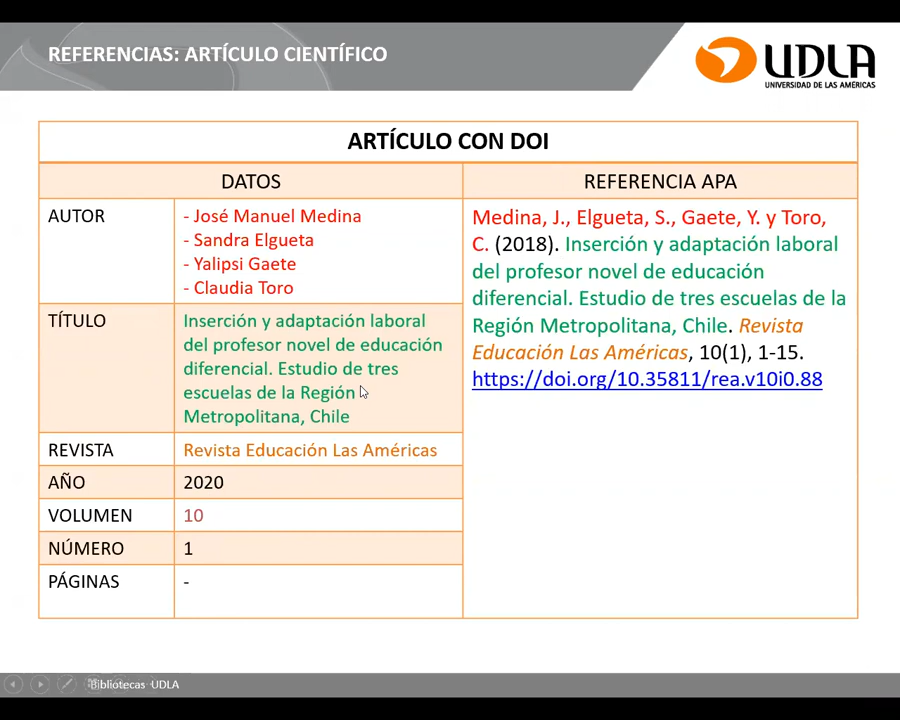 REFERENCIAS: ARTÍCULO CIENTÍFICO
UDLA
UNIVERSIDAD DE LAS AMÉRICAS
ARTÍCULO CON DOI
DATOS
REFERENCIA APA
AUTOR
- José Manuel Medina
- Sandra Elgueta
- Yalipsi Gaete
- Claudia Toro
TÍTULO
Inserción y adaptación laboral
del profesor novel de educación
diferencial. Estudio de tres
escuelas de la Región
Metropolitana, Chile
REVISTA
Revista Educación Las Américas
AÑO
2020
VOLUMEN
10
NÚMERO
1
PÁGINAS
-
Medina, J., Elgueta, S., Gaete, Y. y Toro,
C. (2018). Inserción y adaptación laboral
del profesor novel de educación
diferencial. Estudio de tres escuelas de la
Región Metropolitana, Chile. Revista
Educación Las Américas, 10(1), 1-15.
https://doi.org/10.35811/rea.v10i0.88
Bibliotecas UDLA